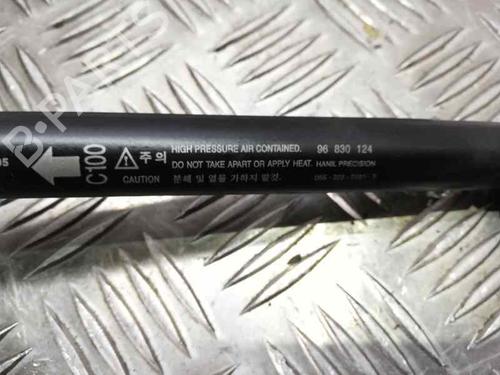 B-PARTS
05
C100
주의
CAUTION
HIGH PRESSURE AIR CONTAINED. 96 830 124
DO NOT TAKE APART OR APPLY HEAT. HANIL PRECISION
분해 및 열을 가하지 말것.